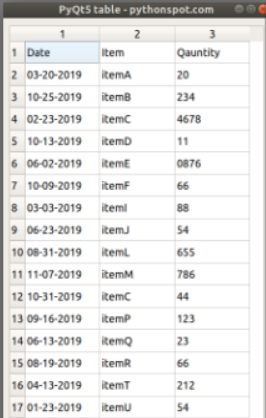 PyQt5 table - pythonspot.com
1 2 3
1 Date Item Qauntity
2 03-20-2019 itemA 20
3 10-25-2019 itemB 234
4 02-23-2019 itemC 4678
5 10-13-2019 itemD 11
6 06-02-2019 itemE 0876
7 10-09-2019 itemF 66
8 03-03-2019 itemI 88
9 06-23-2019 itemJ 54
10 08-31-2019 itemL 655
11 11-07-2019 itemM 786
12 10-31-2019 itemC 44
13 09-16-2019 itemP 123
14 06-13-2019 itemQ 23
15 08-19-2019 itemR 66
16 04-13-2019 itemT 212
17 01-23-2019 itemU 54